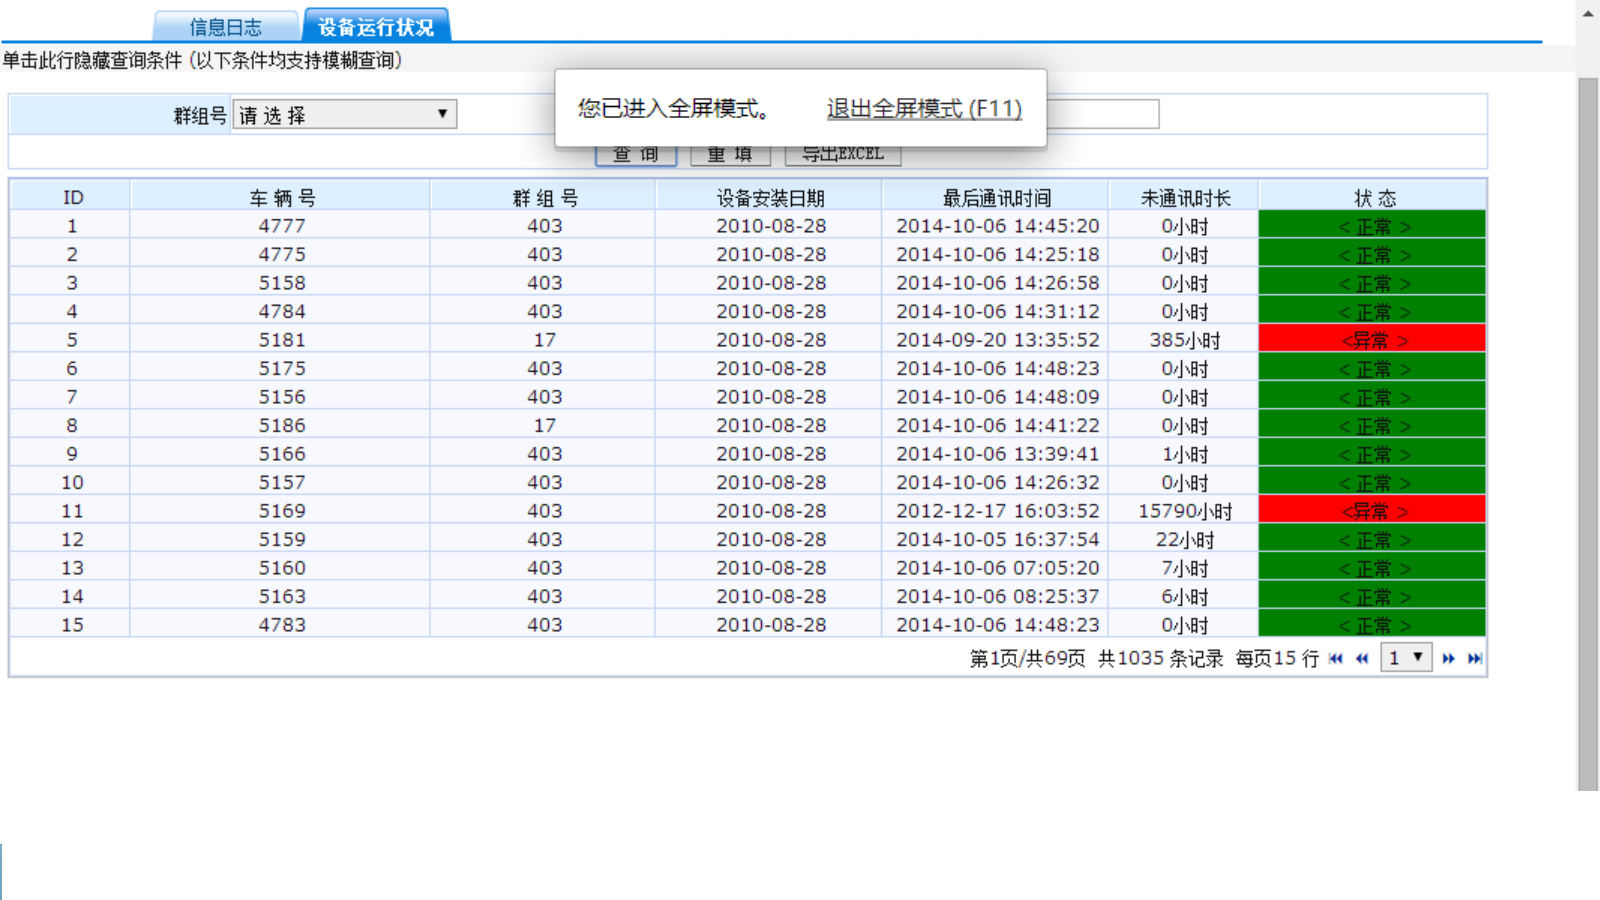 信息日志 设备运行状况
单击此行隐藏查询条件 (以下条件均支持模糊查询)
您已进入全屏模式。 退出全屏模式 (F11)
群组号 请 选 择
查 询 重 填 导出EXCEL
ID 车 辆 号 群 组 号 设备安装日期 最后通讯时间 未通讯时长 状 态
1 4777 403 2010-08-28 2014-10-06 14:45:20 0小时 < 正常 >
2 4775 403 2010-08-28 2014-10-06 14:25:18 0小时 < 正常 >
3 5158 403 2010-08-28 2014-10-06 14:26:58 0小时 < 正常 >
4 4784 403 2010-08-28 2014-10-06 14:31:12 0小时 < 正常 >
5 5181 17 2010-08-28 2014-09-20 13:35:52 385小时 <异常 >
6 5175 403 2010-08-28 2014-10-06 14:48:23 0小时 < 正常 >
7 5156 403 2010-08-28 2014-10-06 14:48:09 0小时 < 正常 >
8 5186 17 2010-08-28 2014-10-06 14:41:22 0小时 < 正常 >
9 5166 403 2010-08-28 2014-10-06 13:39:41 1小时 < 正常 >
10 5157 403 2010-08-28 2014-10-06 14:26:32 0小时 < 正常 >
11 5169 403 2010-08-28 2012-12-17 16:03:52 15790小时 <异常 >
12 5159 403 2010-08-28 2014-10-05 16:37:54 22小时 < 正常 >
13 5160 403 2010-08-28 2014-10-06 07:05:20 7小时 < 正常 >
14 5163 403 2010-08-28 2014-10-06 08:25:37 6小时 < 正常 >
15 4783 403 2010-08-28 2014-10-06 14:48:23 0小时 < 正常 >
第1页/共69页 共1035 条记录 每页15 行 1